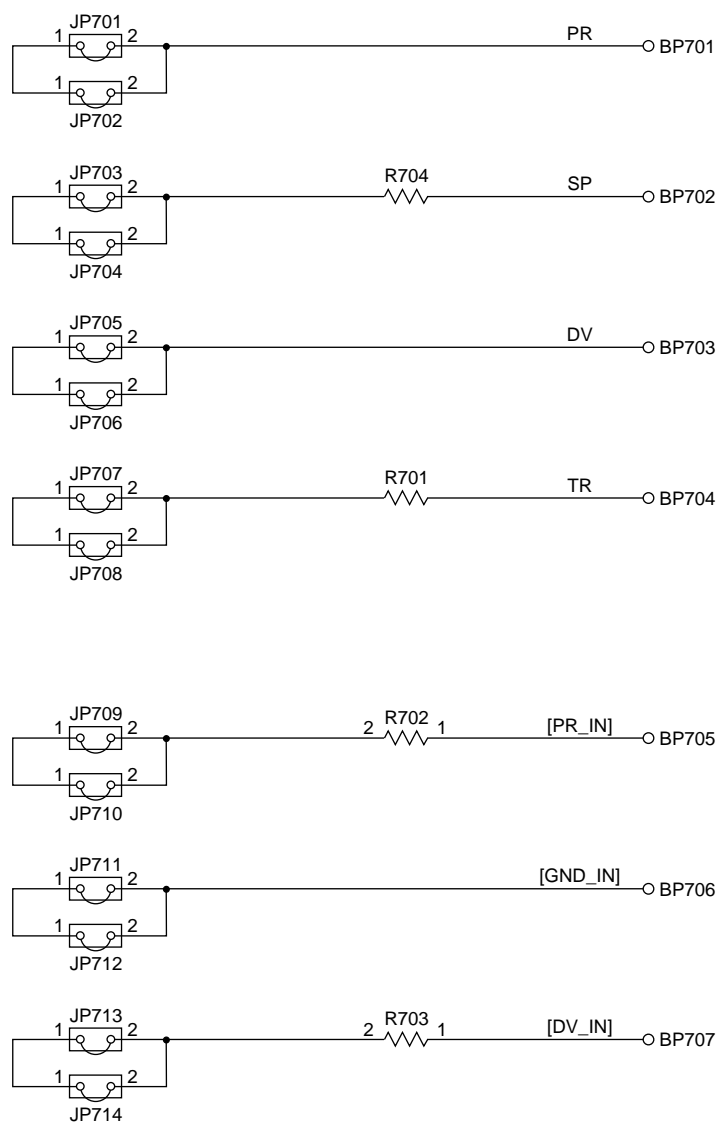 JP701
1 2 PR BP701
1 2
JP702
JP703 R704
1 2 SP BP702
1 2
JP704
JP705
1 2 DV BP703
1 2
JP706
JP707 R701
1 2 TR BP704
1 2
JP708
JP709 R702
1 2 2 1 [PR_IN] BP705
1 2
JP710
JP711
1 2 [GND_IN] BP706
1 2
JP712
JP713 R703
1 2 2 1 [DV_IN] BP707
1 2
JP714